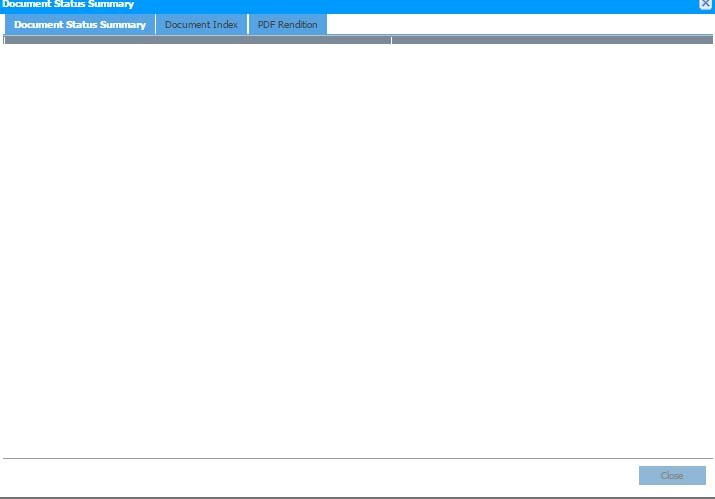 Document Status Summary
Document Status Summary Document Index PDF Rendition
Close